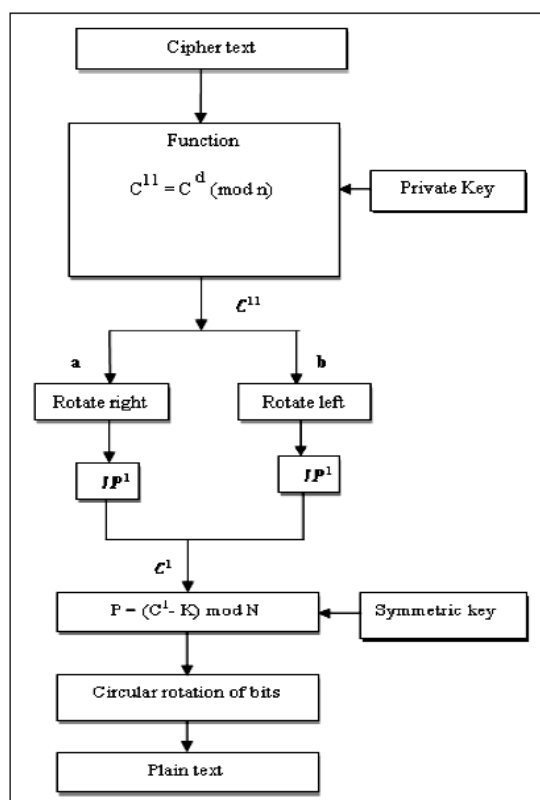 Cipher text
Function
C¹¹ = C^d (mod n)
Private Key
C¹¹
a b
Rotate right Rotate left
IP¹ IP¹
C¹
P = (C¹- K) mod N
Symmetric key
Circular rotation of bits
Plain text